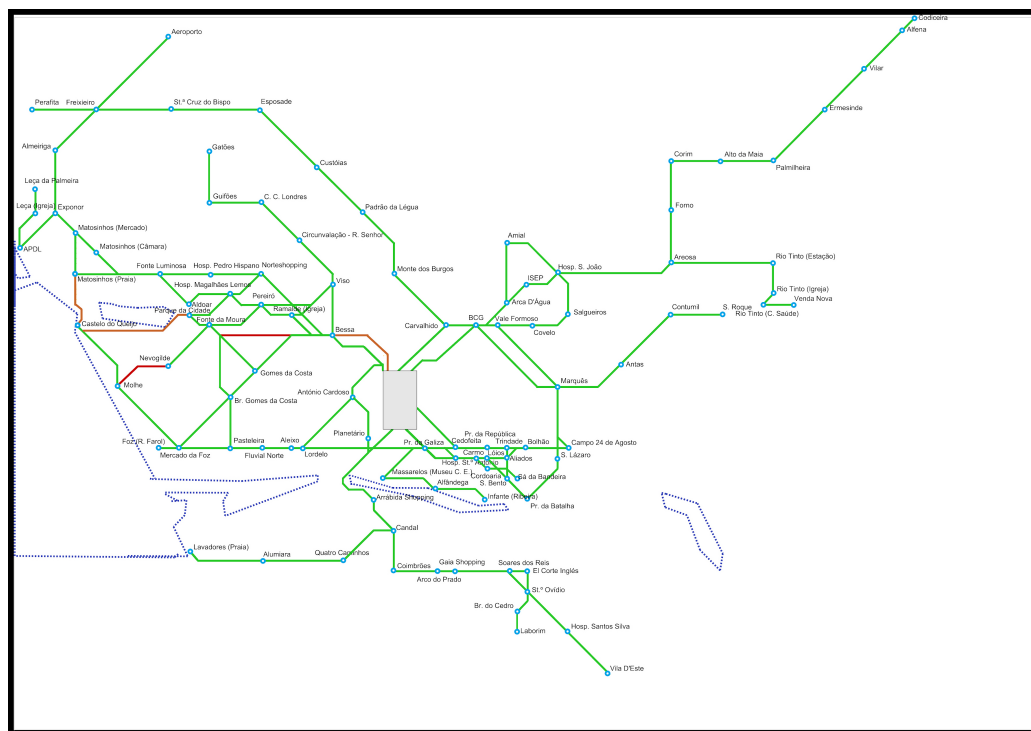 Codiceira
Alfena
Aeroporto
Vilar
Perafita
Freixieiro
St.ª Cruz do Bispo
Esposade
Ermesinde
Almeiriga
Gatões
Custóias
Corim
Alto da Maia
Palmilheira
Leça da Palmeira
Guifões
C. C. Londres
Leça (Igreja)
Exponor
Padrão da Légua
Forno
Matosinhos (Mercado)
Circunvalação - R. Senhor
Amial
Matosinhos (Câmara)
APDL
Fonte Luminosa
Hosp. Pedro Hispano
Norteshopping
Monte dos Burgos
ISEP
Hosp. S. João
Areosa
Rio Tinto (Estação)
Matosinhos (Praia)
Hosp. Magalhães Lemos
Viso
Rio Tinto (Igreja)
Aldoar
Pereiró
Arca D'Água
Venda Nova
Parque da Cidade
Ramalde (Igreja)
Salgueiros
Contumil
S. Roque
Rio Tinto (C. Saúde)
Castelo do Queijo
Fonte da Moura
Bessa
Carvalhido
BCG
Vale Formoso
Covelo
Nevogilde
Antas
Molhe
Gomes da Costa
Marquês
António Cardoso
Br. Gomes da Costa
Planetário
Pr. da República
Foz (R. Farol)
Pasteleira
Aleixo
Pr. da Galiza
Cedofeita
Trindade
Bolhão
Campo 24 de Agosto
Mercado da Foz
Fluvial Norte
Lordelo
Carmo
Lóios
Aliados
S. Lázaro
Hosp. St.º António
Massarelos (Museu C. E.)
Cordoaria
Sá da Bandeira
Alfândega
S. Bento
Arrábida Shopping
Infante (Ribeira)
Pr. da Batalha
Candal
Lavadores (Praia)
Alumiara
Quatro Caminhos
Coimbrões
Gaia Shopping
Soares dos Reis
Arco do Prado
El Corte Inglés
St.º Ovídio
Br. do Cedro
Laborim
Hosp. Santos Silva
Vila D'Este